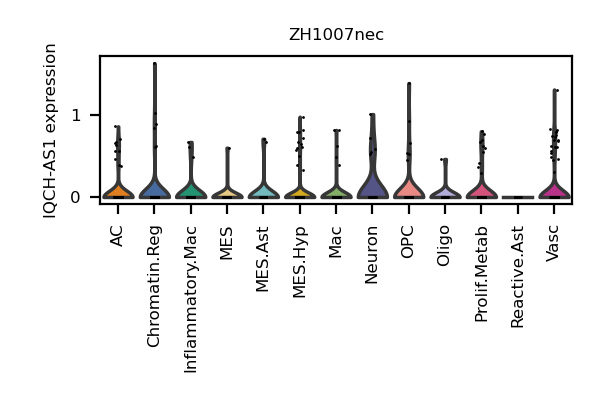 ZH1007nec
IQCH-AS1 expression
1
0
AC
Chromatin.Reg
Inflammatory.Mac
MES
MES.Ast
MES.Hyp
Mac
Neuron
OPC
Oligo
Prolif.Metab
Reactive.Ast
Vasc